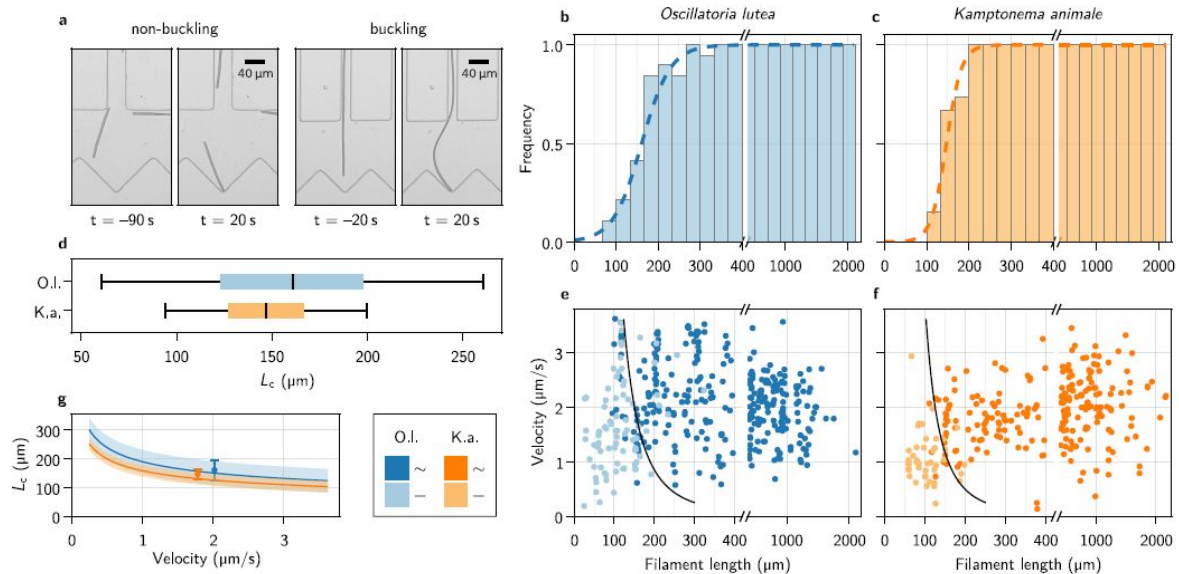 a
non-buckling
buckling
40 µm
40 µm
t = –90 s
t = 20 s
t = –20 s
t = 20 s
b
Oscillatoria lutea
c
Kamptonema animale
Frequency
1.0
0.5
0.0
0 100 200 300 400 1000 2000
0 100 200 300 400 1000 2000
d
O.l.
K.a.
50 100 150 200 250
L_c (µm)
e
f
Velocity (µm/s)
3
2
1
0
0 100 200 300 400 1000 2000
Filament length (µm)
0 100 200 300 400 1000 2000
Filament length (µm)
g
L_c (µm)
300
200
100
0
0 1 2 3
Velocity (µm/s)
O.l. K.a.
~ ~
– –